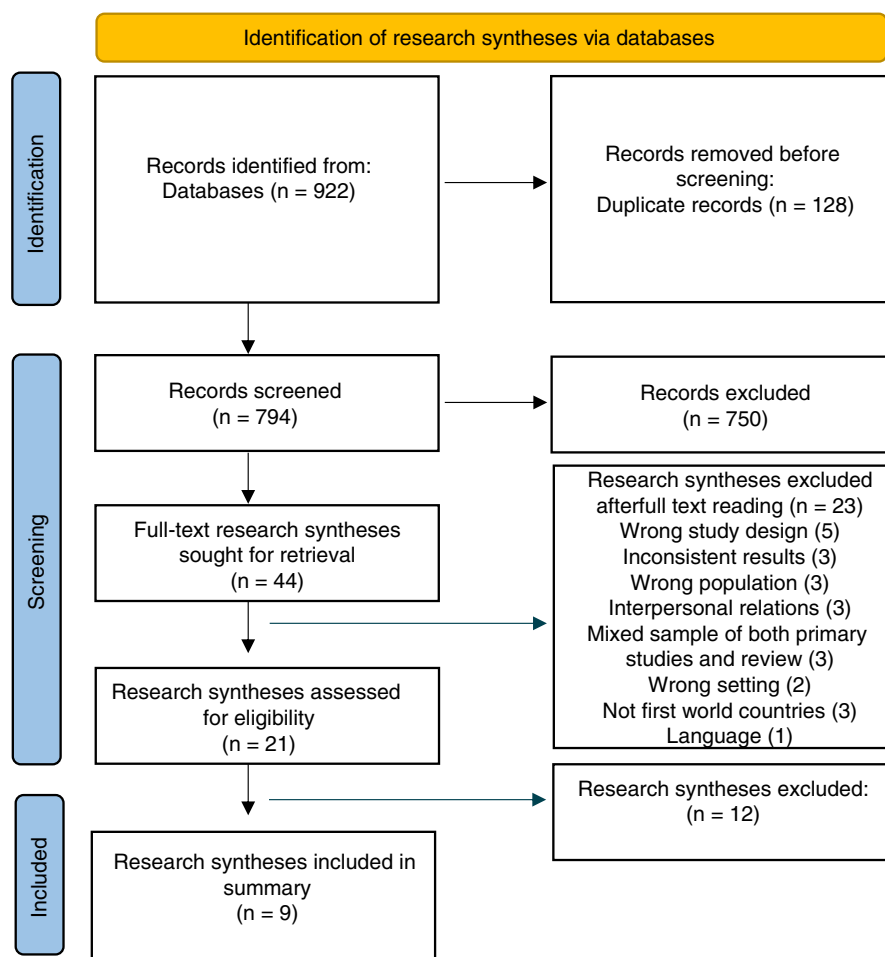 Identification of research syntheses via databases
Identification
Records identified from:
Databases (n = 922)
Records removed before
screening:
Duplicate records (n = 128)
Screening
Records screened
(n = 794)
Records excluded
(n = 750)
Full-text research syntheses
sought for retrieval
(n = 44)
Research syntheses excluded
afterfull text reading (n = 23)
Wrong study design (5)
Inconsistent results (3)
Wrong population (3)
Interpersonal relations (3)
Mixed sample of both primary
studies and review (3)
Wrong setting (2)
Not first world countries (3)
Language (1)
Research syntheses assessed
for eligibility
(n = 21)
Research syntheses excluded:
(n = 12)
Included
Research syntheses included in
summary
(n = 9)